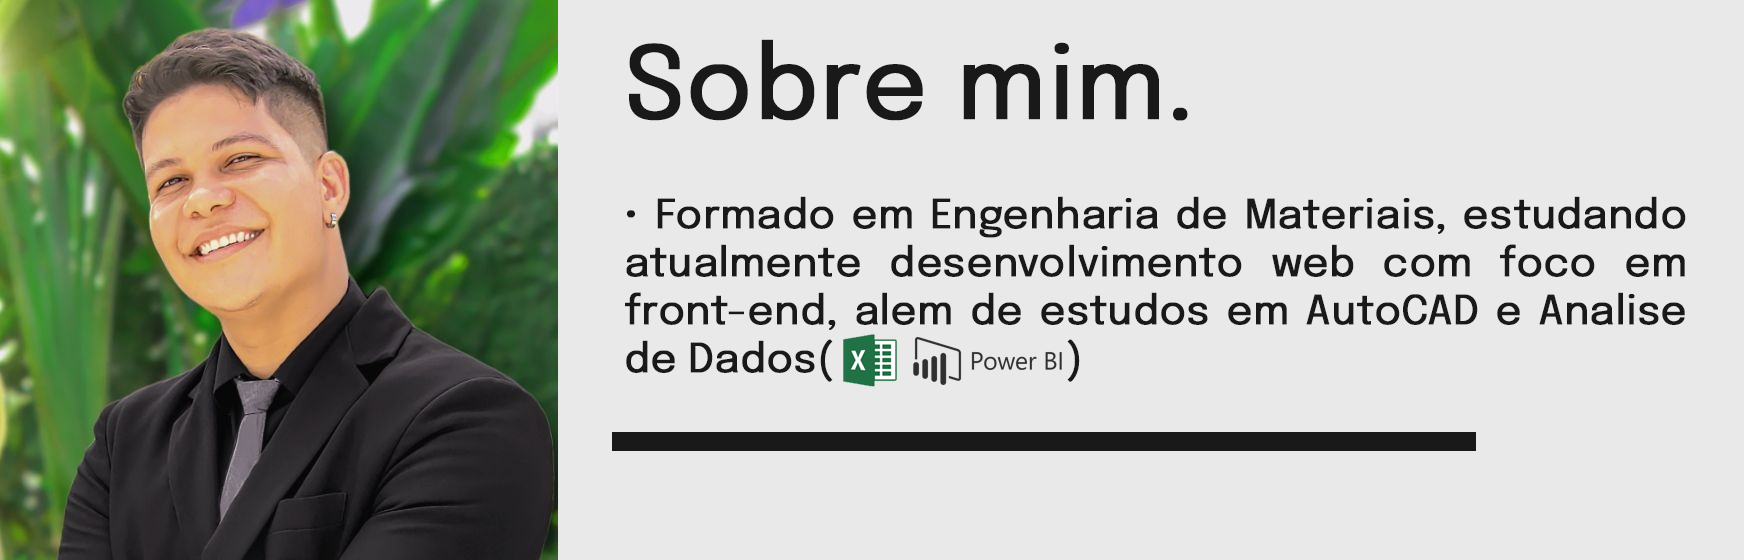 Sobre mim.
• Formado em Engenharia de Materiais, estudando
atualmente desenvolvimento web com foco em
front-end, alem de estudos em AutoCAD e Analise
de Dados( X Power BI)